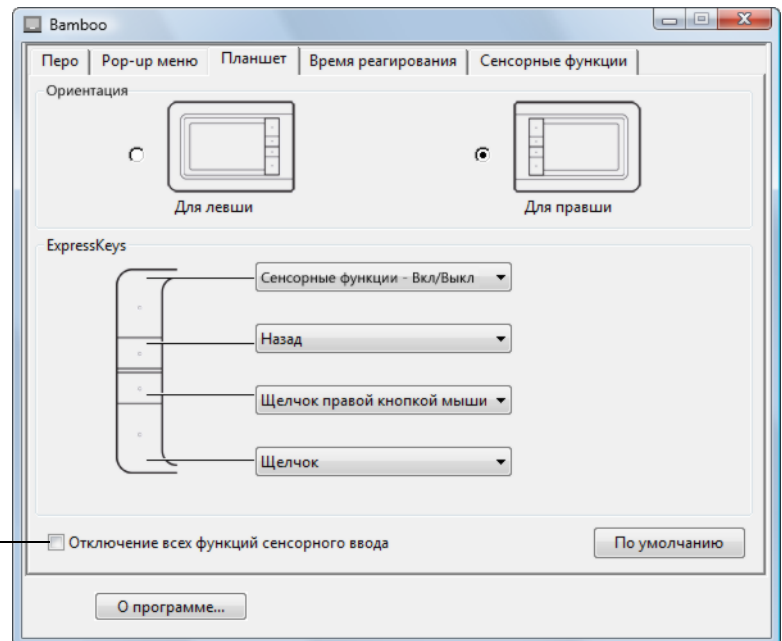 Bamboo
Перо
Pop-up меню
Планшет
Время реагирования
Сенсорные функции
Ориентация
Для левши
Для правши
ExpressKeys
Сенсорные функции - Вкл/Выкл
Назад
Щелчок правой кнопкой мыши
Щелчок
Отключение всех функций сенсорного ввода
По умолчанию
О программе...